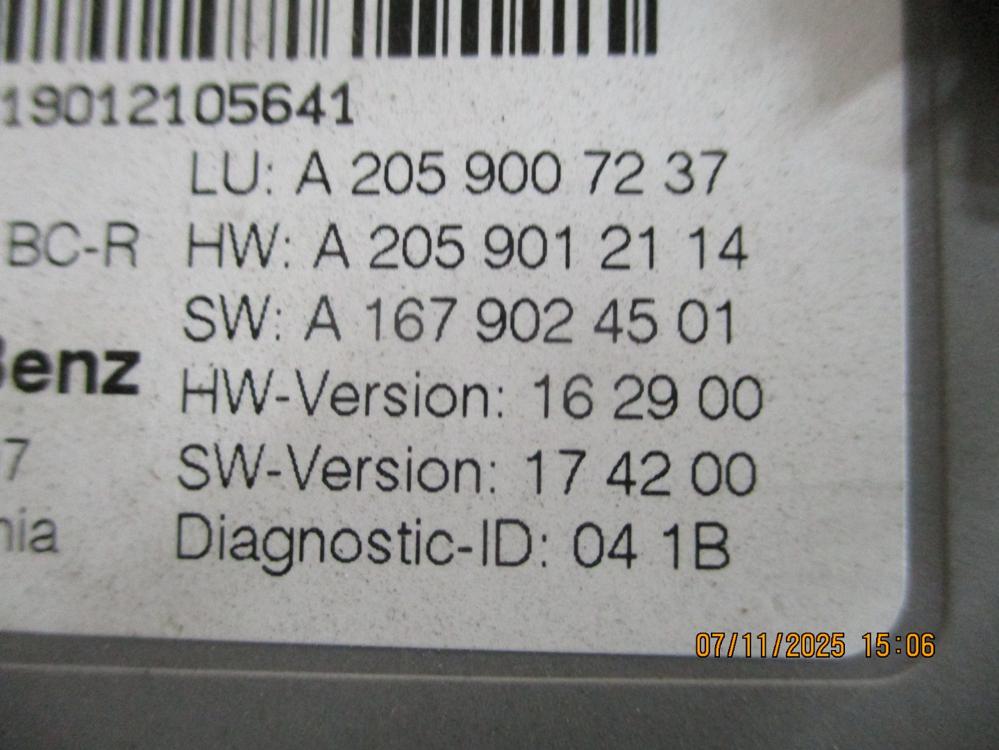 19012105641
LU: A 205 900 72 37
BC-R HW: A 205 901 21 14
SW: A 167 902 45 01
Benz
HW-Version: 16 29 00
7
SW-Version: 17 42 00
nia
Diagnostic-ID: 04 1B
07/11/2025 15:06